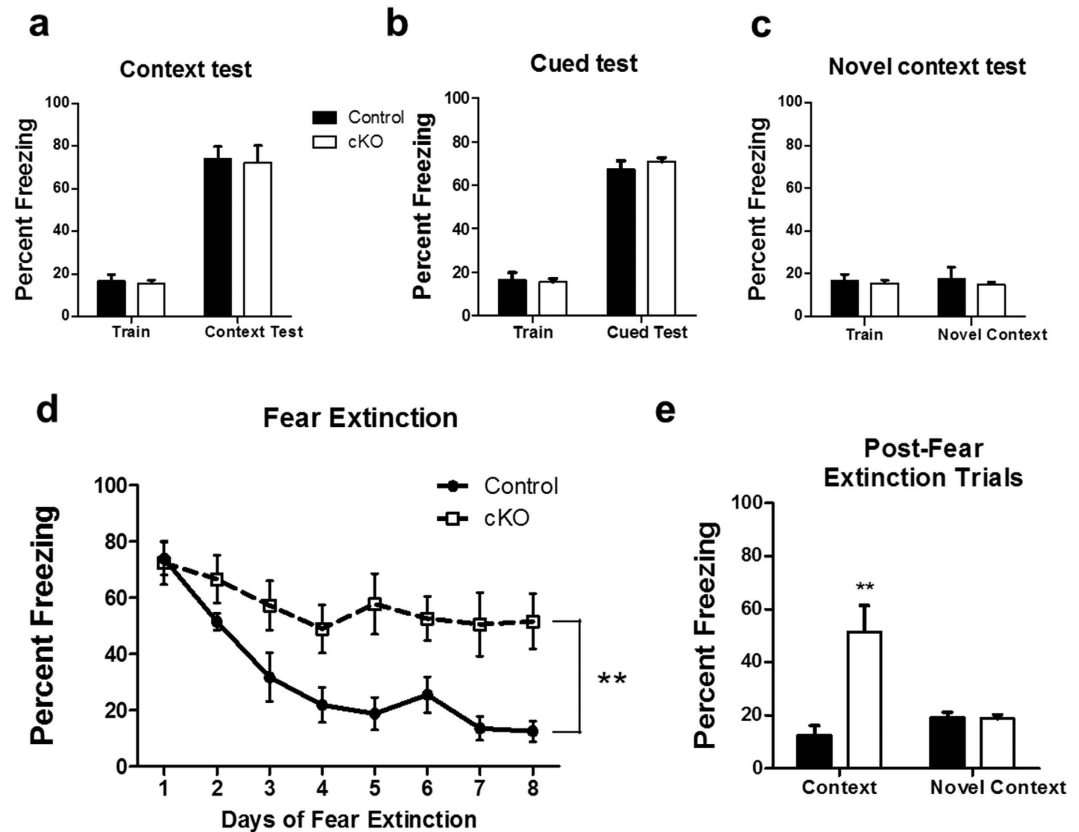 a
Context test
Percent Freezing
100
80
60
40
20
0
Train
Context Test
Control
cKO
b
Cued test
Percent Freezing
100
80
60
40
20
0
Train
Cued Test
c
Novel context test
Percent Freezing
100
80
60
40
20
0
Train
Novel Context
d
Fear Extinction
Percent Freezing
100
80
60
40
20
0
Control
cKO
**
1 2 3 4 5 6 7 8
Days of Fear Extinction
e
Post-Fear
Extinction Trials
Percent Freezing
100
80
60
40
20
0
**
Context
Novel Context